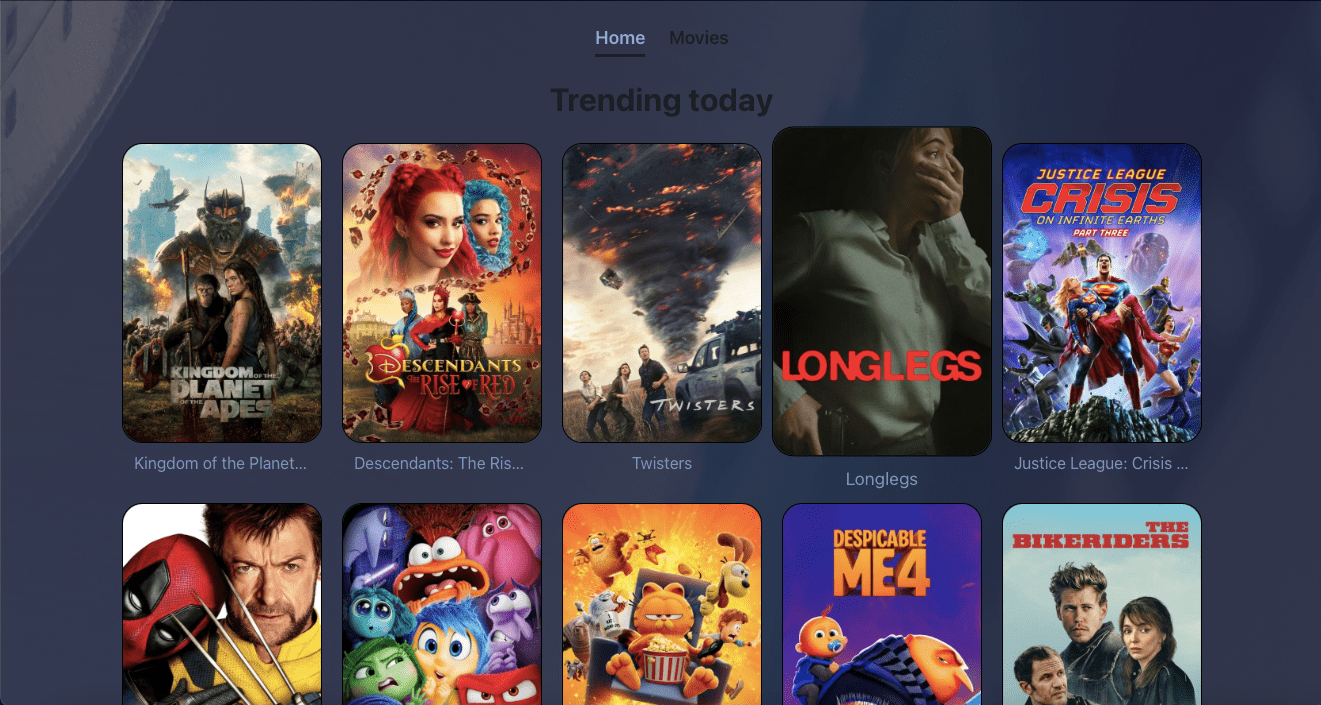 Home Movies
Trending today
KINGDOM OF THE
PLANET
OF THE APES
DESCENDANTS
THE RISE OF RED
TWISTERS
LONGLEGS
JUSTICE LEAGUE
CRISIS
ON INFINITE EARTHS
PART THREE
Kingdom of the Planet...
Descendants: The Ris...
Twisters
Longlegs
Justice League: Crisis ...
DESPICABLE
ME 4
THE
BIKERIDERS